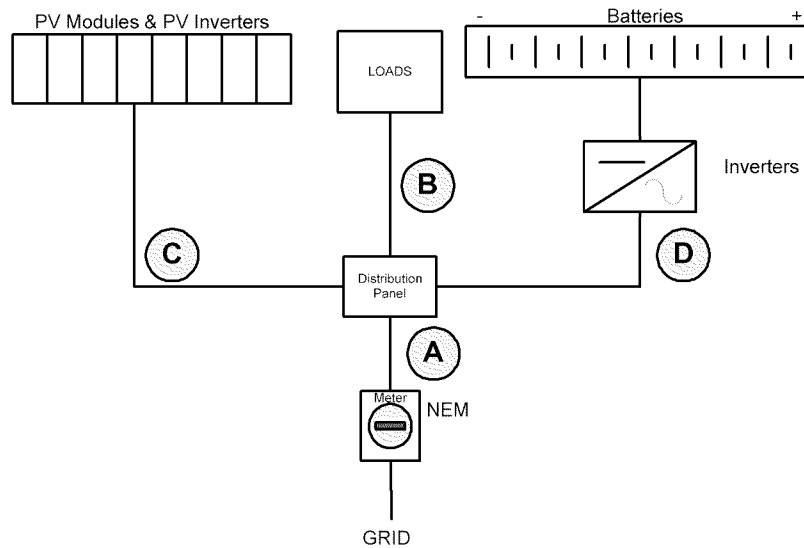 PV Modules & PV Inverters
Batteries
- +
LOADS
Inverters
B
C
D
Distribution
Panel
A
Meter
NEM
GRID